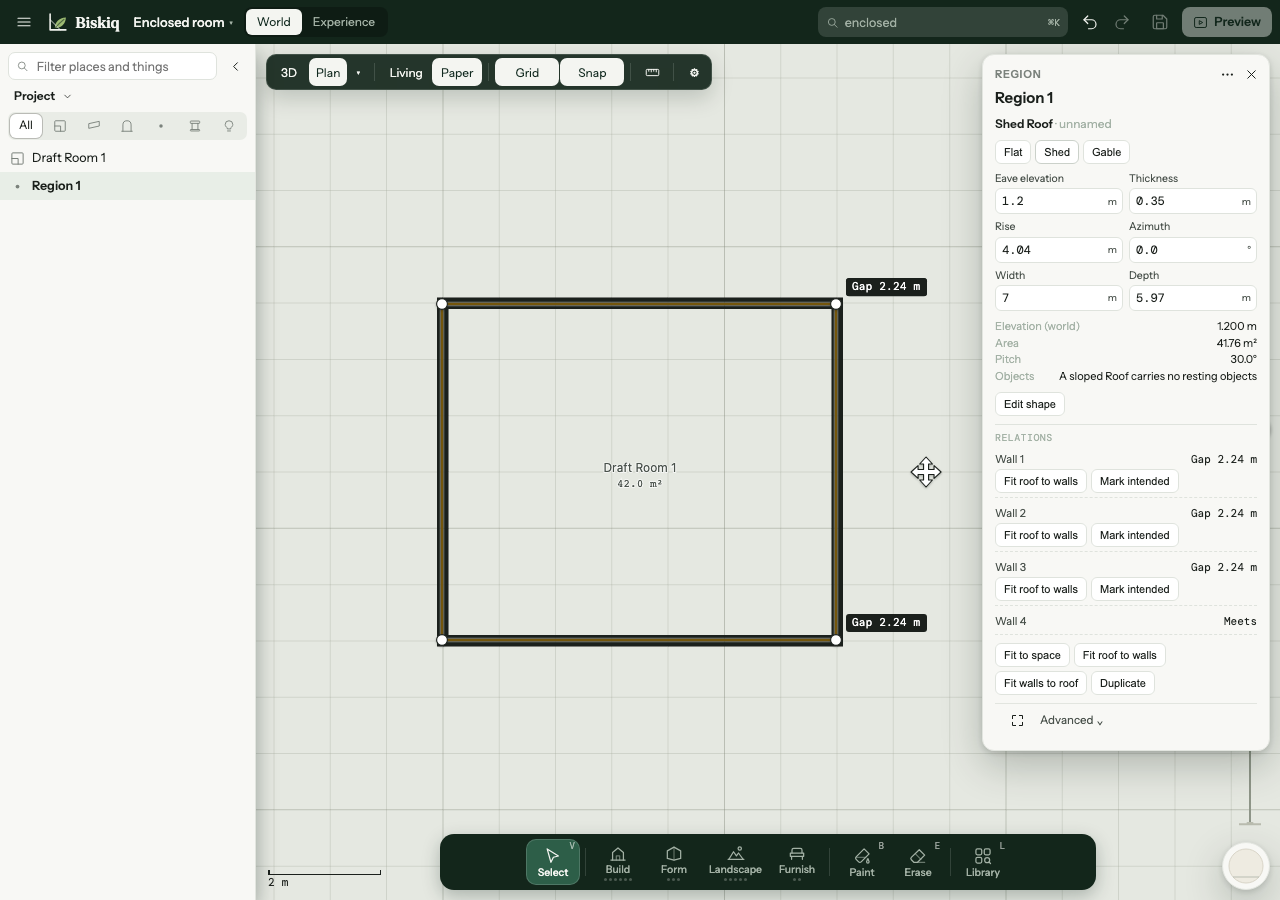 Biskiq
Enclosed room
World
Experience
enclosed
⌘K
Preview
Filter places and things
Project
All
Draft Room 1
Region 1
3D
Plan
Living
Paper
Grid
Snap
Gap 2.24 m
Draft Room 1
42.0 m²
Gap 2.24 m
2 m
REGION
Region 1
Shed Roof · unnamed
Flat
Shed
Gable
Eave elevation
Thickness
1.2 m
0.35 m
Rise
Azimuth
4.04 m
0.0 °
Width
Depth
7 m
5.97 m
Elevation (world) 1.200 m
Area 41.76 m²
Pitch 30.0°
Objects A sloped Roof carries no resting objects
Edit shape
RELATIONS
Wall 1 Gap 2.24 m
Fit roof to walls
Mark intended
Wall 2 Gap 2.24 m
Fit roof to walls
Mark intended
Wall 3 Gap 2.24 m
Fit roof to walls
Mark intended
Wall 4 Meets
Fit to space
Fit roof to walls
Fit walls to roof
Duplicate
Advanced
Select V
Build
Form
Landscape
Furnish
Paint B
Erase E
Library L